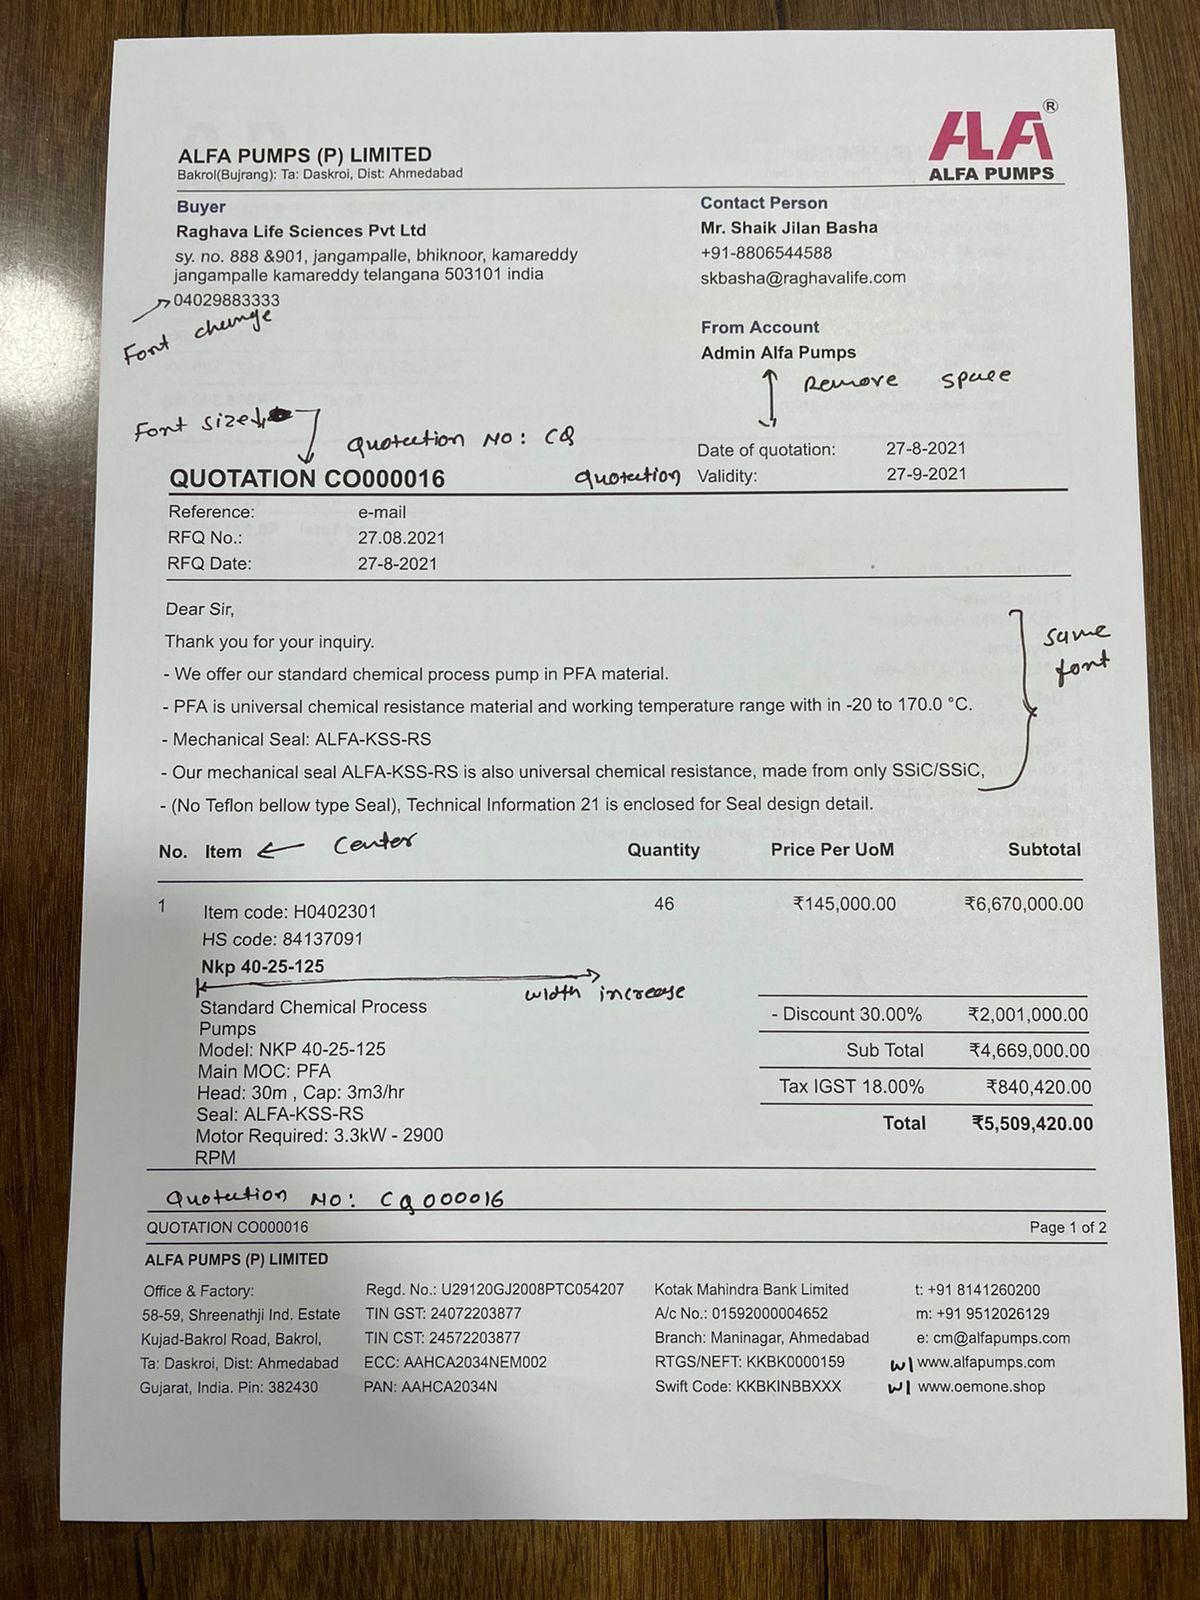 ALFA PUMPS (P) LIMITED
Bakrol(Bujrang): Ta: Daskroi, Dist: Ahmedabad
ALA ®
ALFA PUMPS
Buyer
Raghava Life Sciences Pvt Ltd
sy. no. 888 &901, jangampalle, bhiknoor, kamareddy
jangampalle kamareddy telangana 503101 india
04029883333
Font change
Contact Person
Mr. Shaik Jilan Basha
+91-8806544588
skbasha@raghavalife.com
From Account
Admin Alfa Pumps
Remove space
Font size
Quotection No: CQ
QUOTATION CO000016
Date of quotation: 27-8-2021
Quotection Validity: 27-9-2021
Reference: e-mail
RFQ No.: 27.08.2021
RFQ Date: 27-8-2021
Dear Sir,
Thank you for your inquiry.
- We offer our standard chemical process pump in PFA material.
- PFA is universal chemical resistance material and working temperature range with in -20 to 170.0 °C.
- Mechanical Seal: ALFA-KSS-RS
- Our mechanical seal ALFA-KSS-RS is also universal chemical resistance, made from only SSiC/SSiC,
- (No Teflon bellow type Seal), Technical Information 21 is enclosed for Seal design detail.
same
font
No. Item ← Center Quantity Price Per UoM Subtotal
1 Item code: H0402301 46 ₹145,000.00 ₹6,670,000.00
HS code: 84137091
Nkp 40-25-125
width increase
Standard Chemical Process
Pumps
Model: NKP 40-25-125
Main MOC: PFA
Head: 30m , Cap: 3m3/hr
Seal: ALFA-KSS-RS
Motor Required: 3.3kW - 2900
RPM
- Discount 30.00% ₹2,001,000.00
Sub Total ₹4,669,000.00
Tax IGST 18.00% ₹840,420.00
Total ₹5,509,420.00
Quotection No: CQ000016
QUOTATION CO000016 Page 1 of 2
ALFA PUMPS (P) LIMITED
Office & Factory:
58-59, Shreenathji Ind. Estate
Kujad-Bakrol Road, Bakrol,
Ta: Daskroi, Dist: Ahmedabad
Gujarat, India. Pin: 382430
Regd. No.: U29120GJ2008PTC054207
TIN GST: 24072203877
TIN CST: 24572203877
ECC: AAHCA2034NEM002
PAN: AAHCA2034N
Kotak Mahindra Bank Limited
A/c No.: 01592000004652
Branch: Maninagar, Ahmedabad
RTGS/NEFT: KKBK0000159
Swift Code: KKBKINBBXXX
t: +91 8141260200
m: +91 9512026129
e: cm@alfapumps.com
w| www.alfapumps.com
w| www.oemone.shop